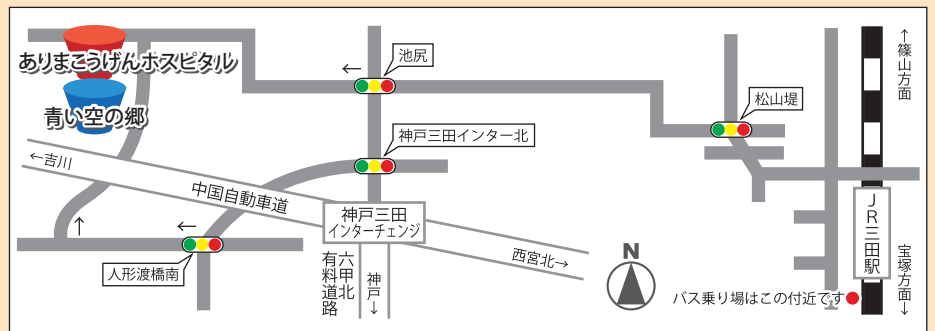 ありまこうげんホスピタル
青い空の郷
←
池尻
松山堤
↑篠山方面
神戸三田インター北
←吉川
中国自動車道
神戸三田
インターチェンジ
西宮北→
↑
←
人形渡橋南
六甲北
有料道路
神戸↓
N
JR三田駅
宝塚方面↓
バス乗り場はこの付近です